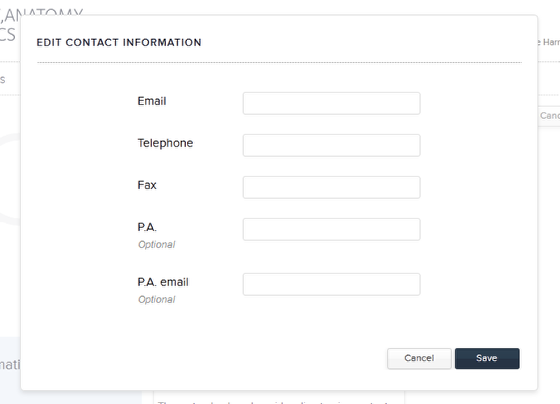 ,ANATOMY
CS
EDIT CONTACT INFORMATION
e Harr
s
Email
Canc
Telephone
Fax
P.A.
Optional
P.A. email
Optional
Cancel
Save
mati